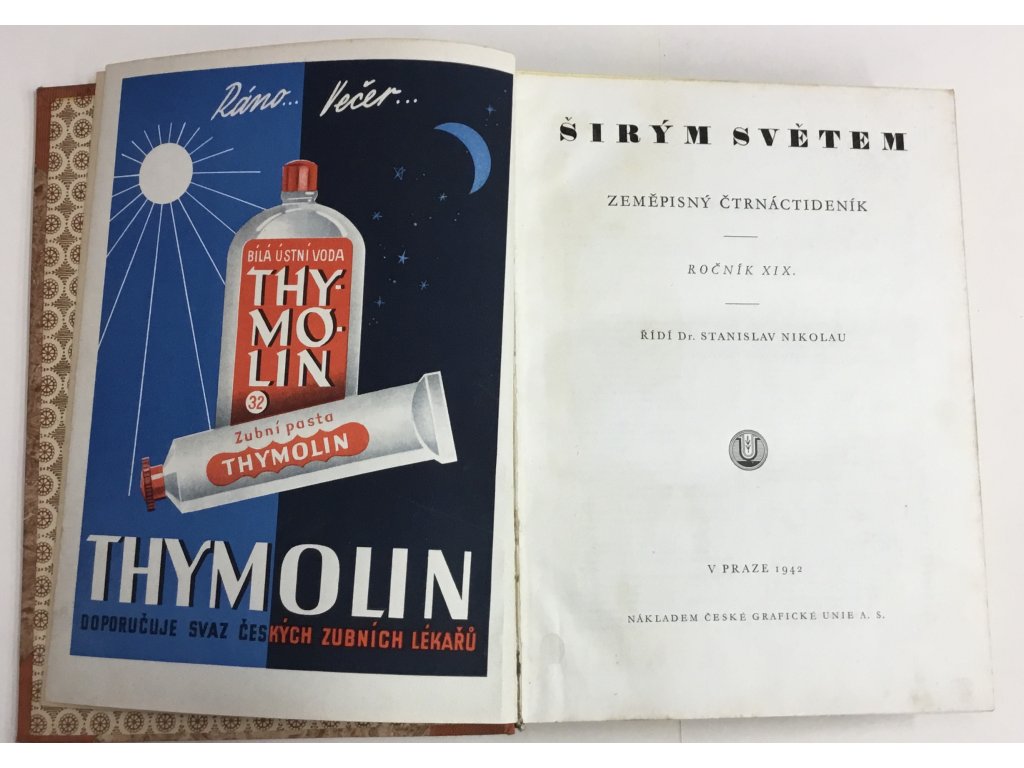 Ráno... Večer...
BÍLÁ ÚSTNÍ VODA
THY-
MO-
LIN
32
Zubní pasta
THYMOLIN
THYMOLIN
DOPORUČUJE SVAZ ČESKÝCH ZUBNÍCH LÉKAŘŮ
ŠIRÝM SVĚTEM
ZEMĚPISNÝ ČTRNÁCTIDENÍK
ROČNÍK XIX.
ŘÍDÍ Dr. STANISLAV NIKOLAU
U
V PRAZE 1942
NÁKLADEM ČESKÉ GRAFICKÉ UNIE A. S.